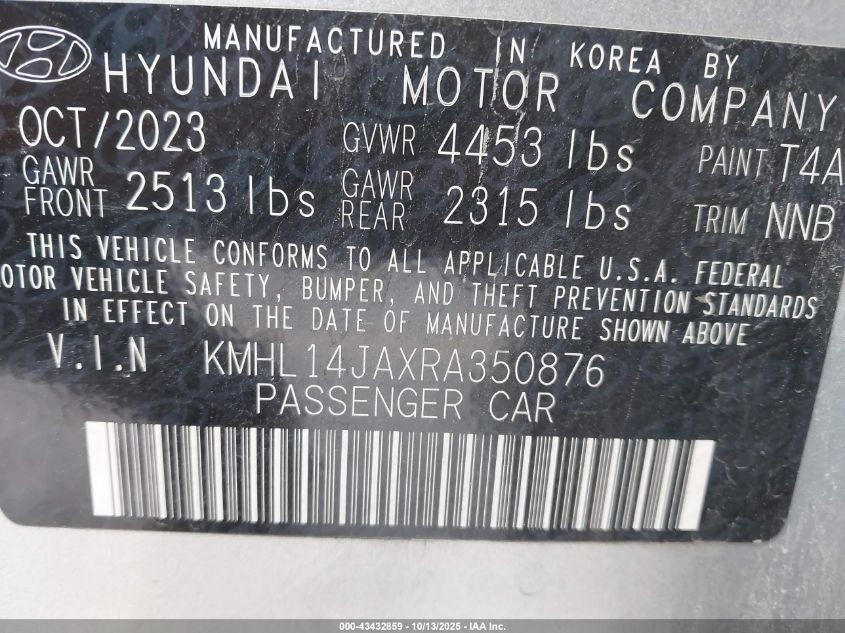 MANUFACTURED IN KOREA BY
HYUNDAI MOTOR COMPANY
OCT/2023 GVWR 4453 lbs PAINT T4A
GAWR FRONT 2513 lbs GAWR REAR 2315 lbs TRIM NNB
THIS VEHICLE CONFORMS TO ALL APPLICABLE U.S.A. FEDERAL
OTOR VEHICLE SAFETY, BUMPER, AND THEFT PREVENTION STANDARDS
IN EFFECT ON THE DATE OF MANUFACTURE SHOWN ABOVE
V.I.N KMHL14JAXRA350876
PASSENGER CAR
000-43432859 | 10/13/2025 - IAA Inc.